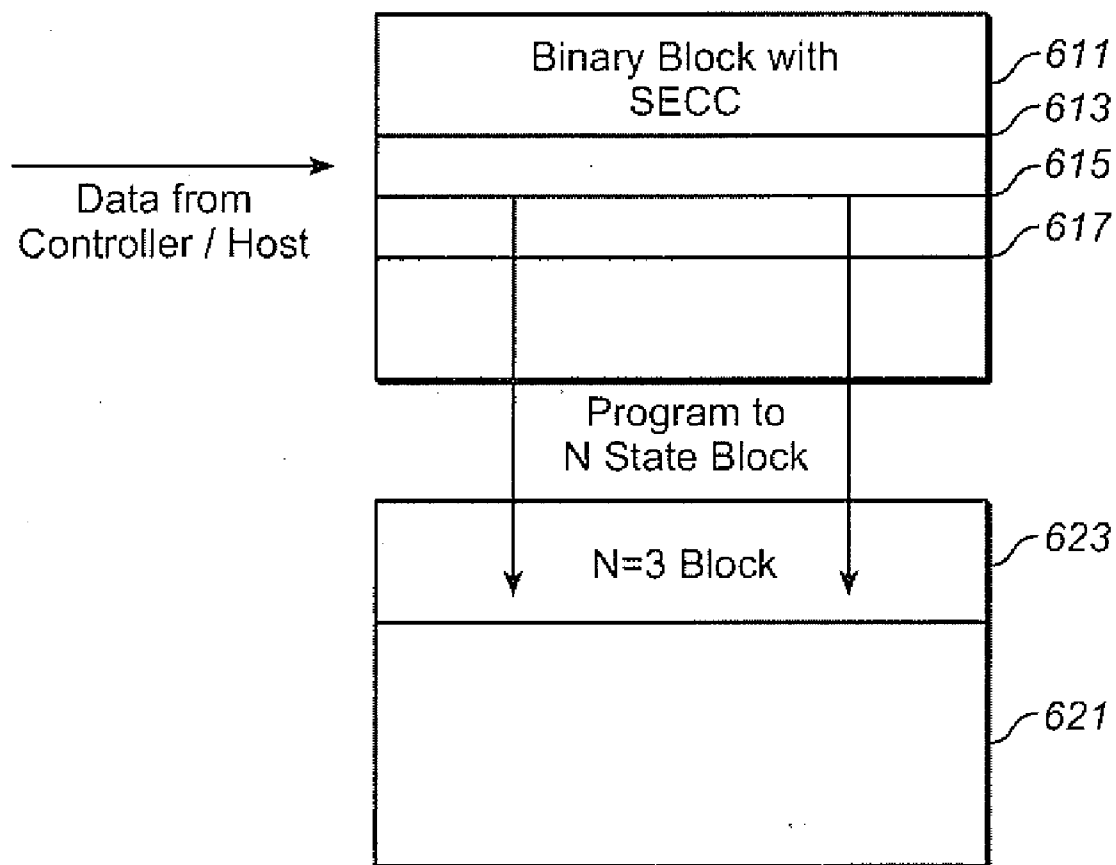 Binary Block with
SECC
611
613
615
617
Data from
Controller / Host
Program to
N State Block
N=3 Block
623
621